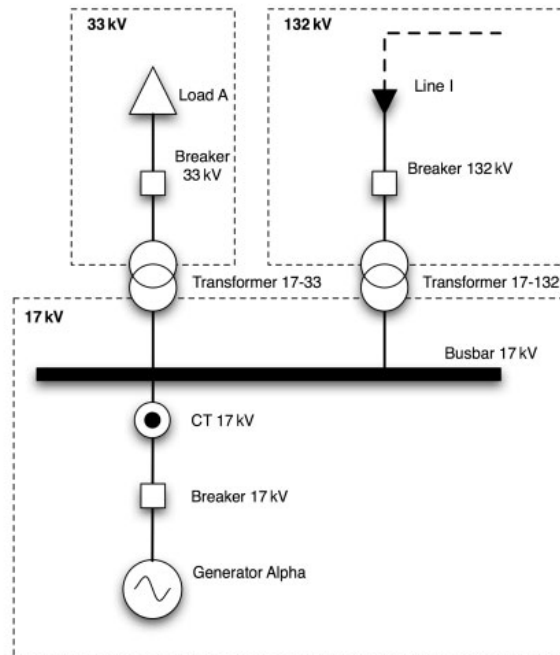 33 kV
132 kV
Load A
Line I
Breaker
33 kV
Breaker 132 kV
Transformer 17-33
Transformer 17-132
17 kV
Busbar 17 kV
CT 17 kV
Breaker 17 kV
Generator Alpha